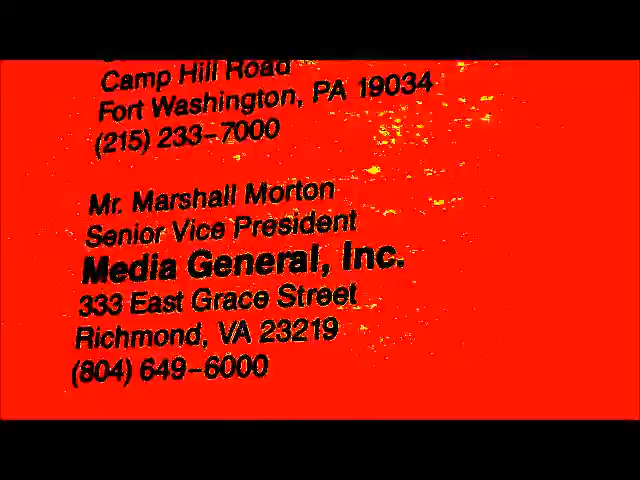 Camp Hill Road
Fort Washington, PA 19034
(215) 233-7000
Mr. Marshall Morton
Senior Vice President
Media General, Inc.
333 East Grace Street
Richmond, VA 23219
(804) 649-6000